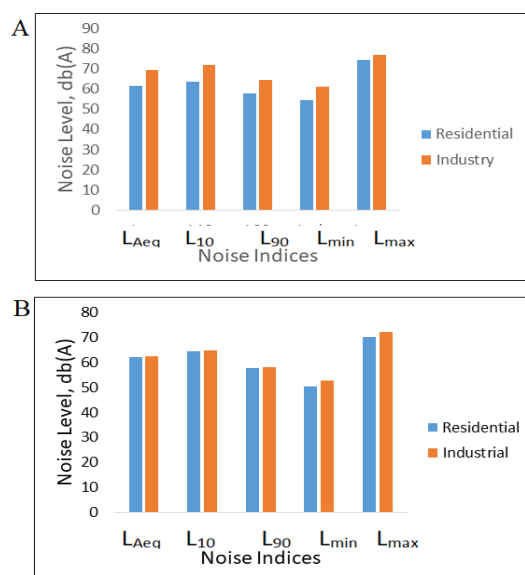 A
Noise Level, db(A)
90
80
70
60
50
40
30
20
10
0
LAeq L10 L90 Lmin Lmax
Noise Indices
Residential
Industry
B
Noise Level, db(A)
80
70
60
50
40
30
20
10
0
LAeq L10 L90 Lmin Lmax
Noise Indices
Residential
Industrial